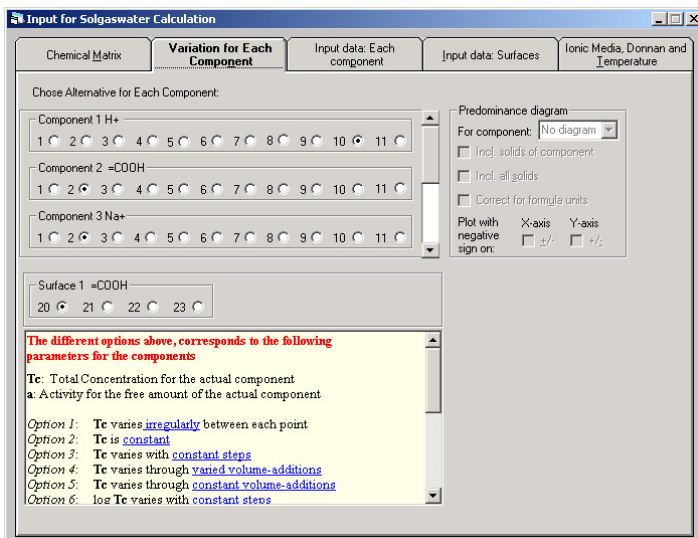 Input for Solgaswater Calculation
Chemical Matrix
Variation for Each Component
Input data: Each component
Input data: Surfaces
Ionic Media, Donnan and Temperature
Chose Alternative for Each Component:
Component 1 H+
1 2 3 4 5 6 7 8 9 10 11
Component 2 =COOH
1 2 3 4 5 6 7 8 9 10 11
Component 3 Na+
1 2 3 4 5 6 7 8 9 10 11
Predominance diagram
For component: No diagram
Incl. solids of component
Incl. all solids
Correct for formula units
Plot with negative sign on:
X-axis Y-axis
+/- +/-
Surface 1 =COOH
20 21 22 23
The different options above, corresponds to the following
parameters for the components
Tc: Total Concentration for the actual component
a: Activity for the free amount of the actual component
Option 1: Tc varies irregularly between each point
Option 2: Tc is constant
Option 3: Tc varies with constant steps
Option 4: Tc varies through varied volume-additions
Option 5: Tc varies through constant volume-additions
Option 6: log Tc varies with constant steps